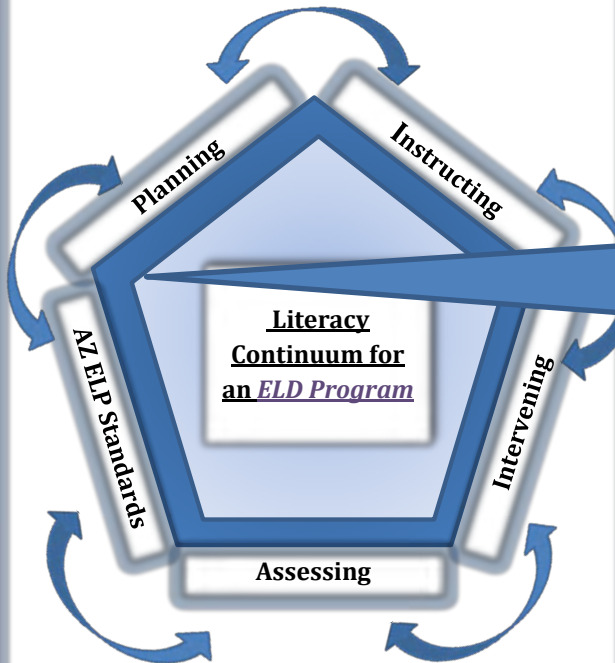 Planning
Instructing
Literacy
Continuum for
an ELD Program
AZ ELP Standards
Intervening
Assessing